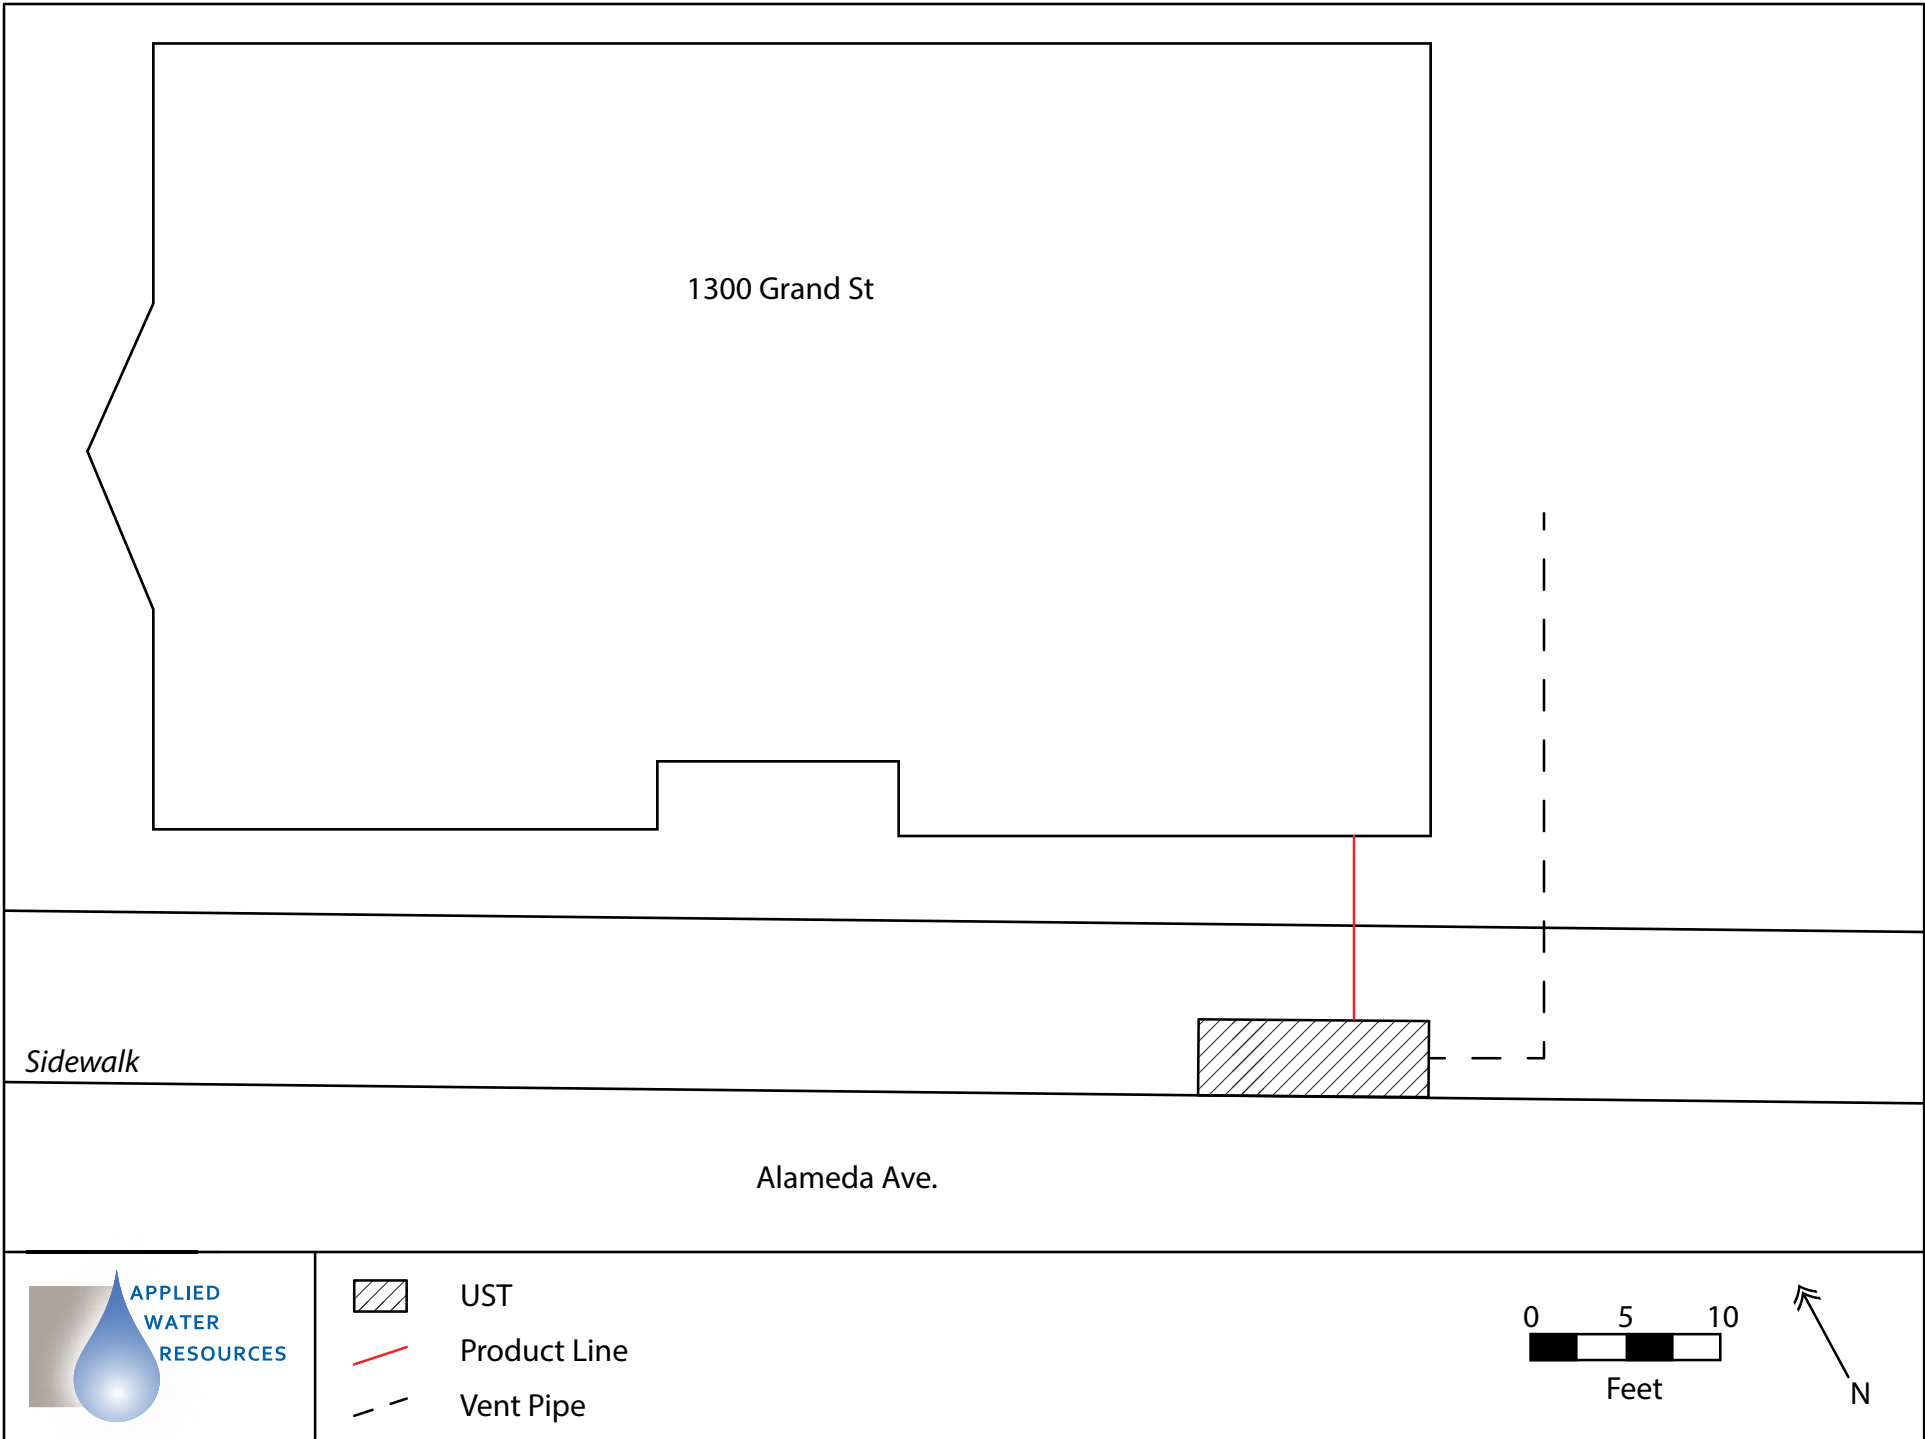 1300 Grand St
Sidewalk
Alameda Ave.
APPLIED
WATER
RESOURCES
UST
Product Line
Vent Pipe
0 5 10
Feet
N